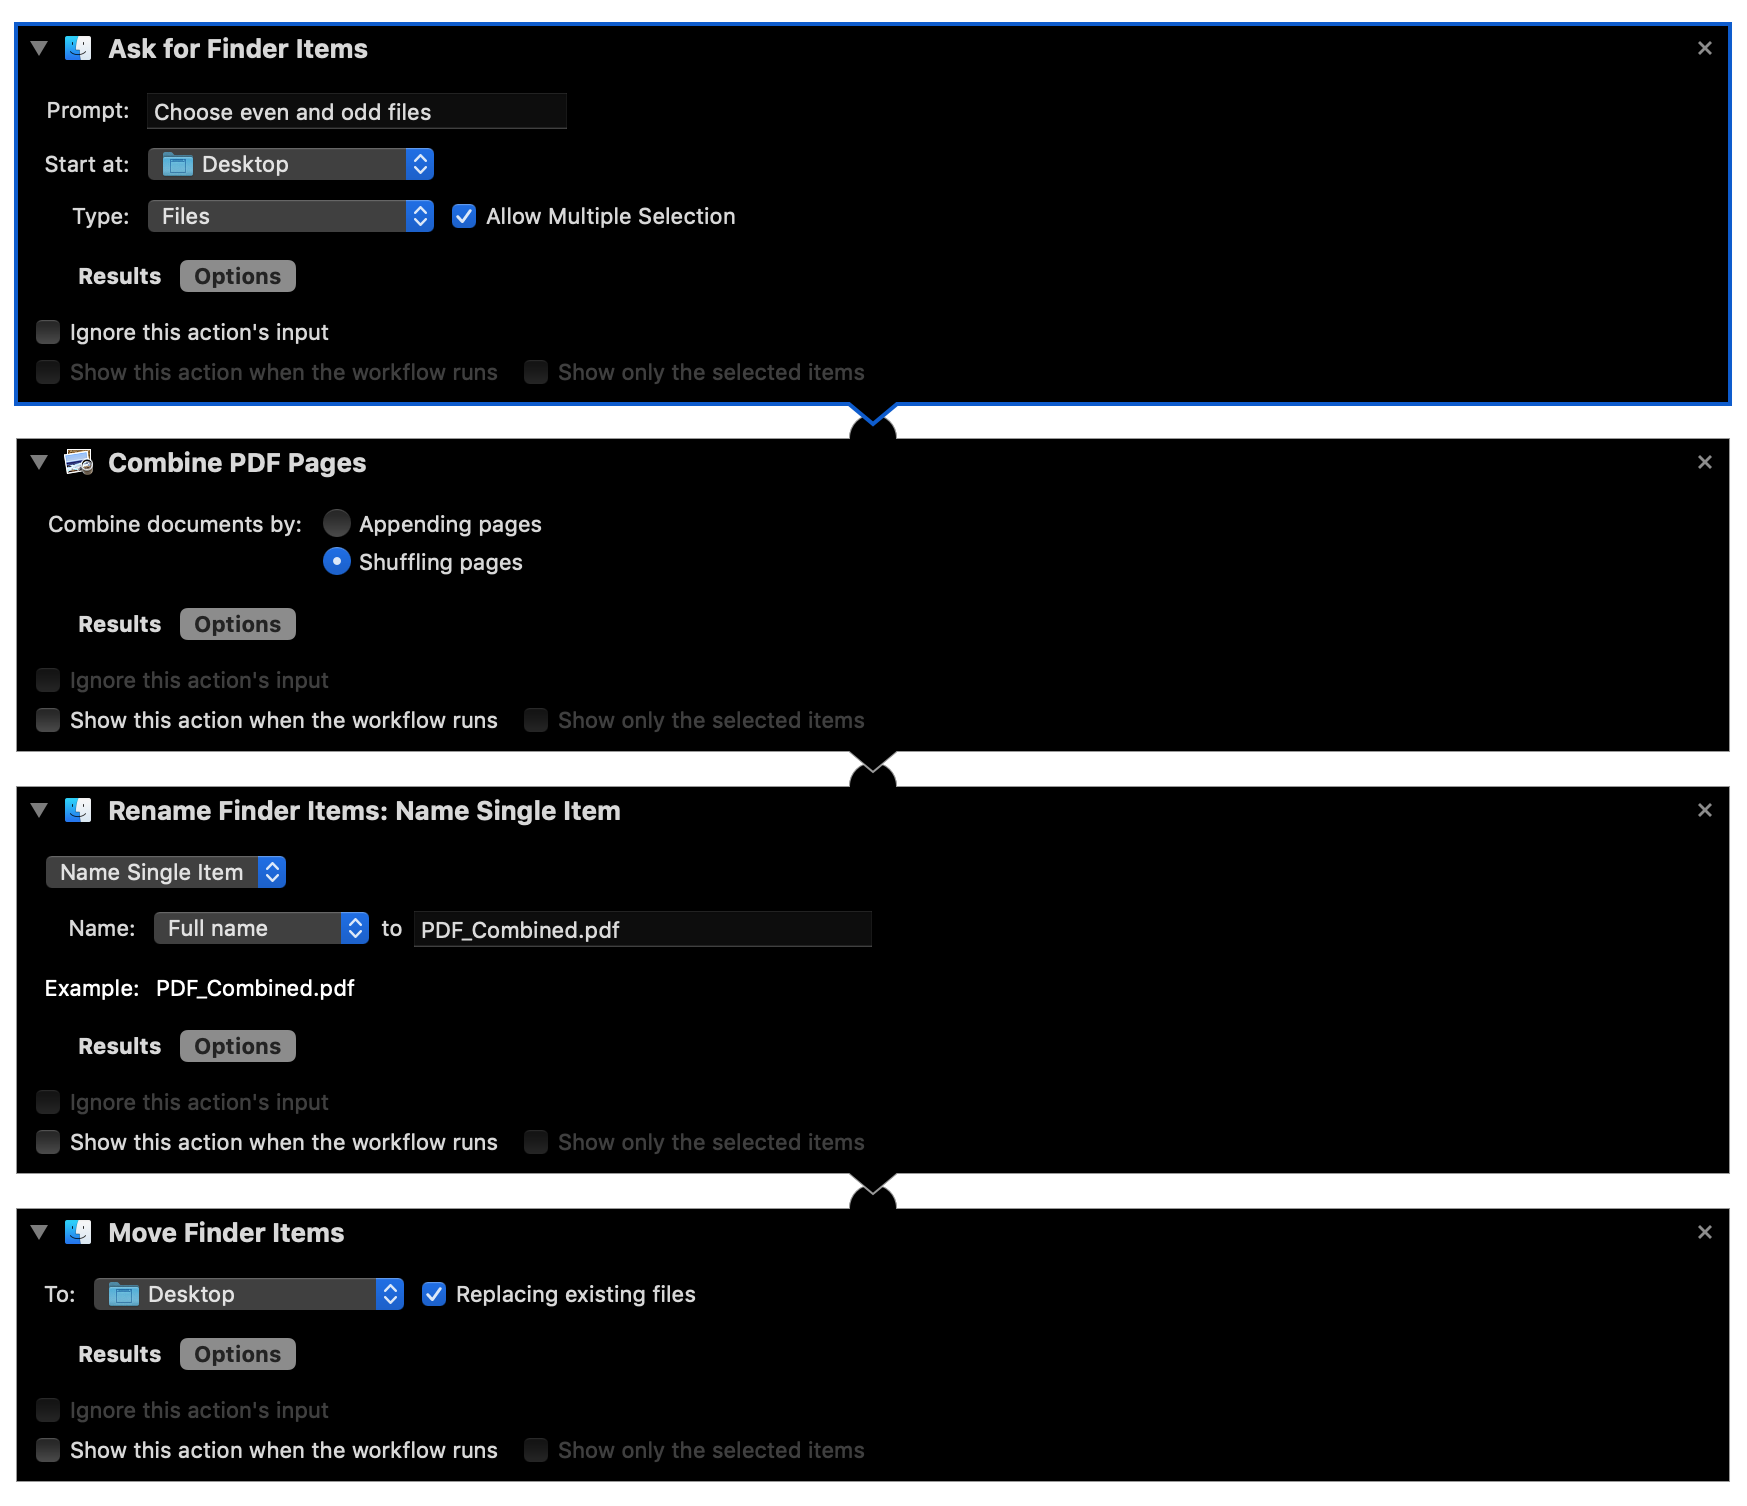 Ask for Finder Items
Prompt: Choose even and odd files
Start at: Desktop
Type: Files Allow Multiple Selection
Results Options
Ignore this action's input
Show this action when the workflow runs Show only the selected items
Combine PDF Pages
Combine documents by: Appending pages
Shuffling pages
Results Options
Ignore this action's input
Show this action when the workflow runs Show only the selected items
Rename Finder Items: Name Single Item
Name Single Item
Name: Full name to PDF_Combined.pdf
Example: PDF_Combined.pdf
Results Options
Ignore this action's input
Show this action when the workflow runs Show only the selected items
Move Finder Items
To: Desktop Replacing existing files
Results Options
Ignore this action's input
Show this action when the workflow runs Show only the selected items